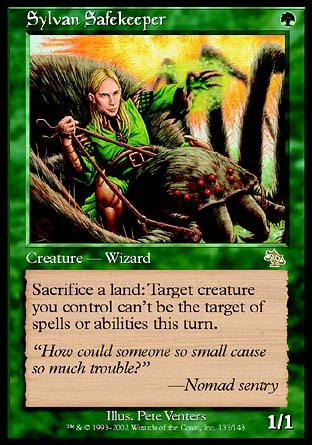 Sylvan Safekeeper
Creature — Wizard
Sacrifice a land: Target creature
you control can't be the target of
spells or abilities this turn.
"How could someone so small cause
so much trouble?"
—Nomad sentry
Illus. Pete Venters
™ & © 1993–2002 Wizards of the Coast, Inc. 133/143
1/1